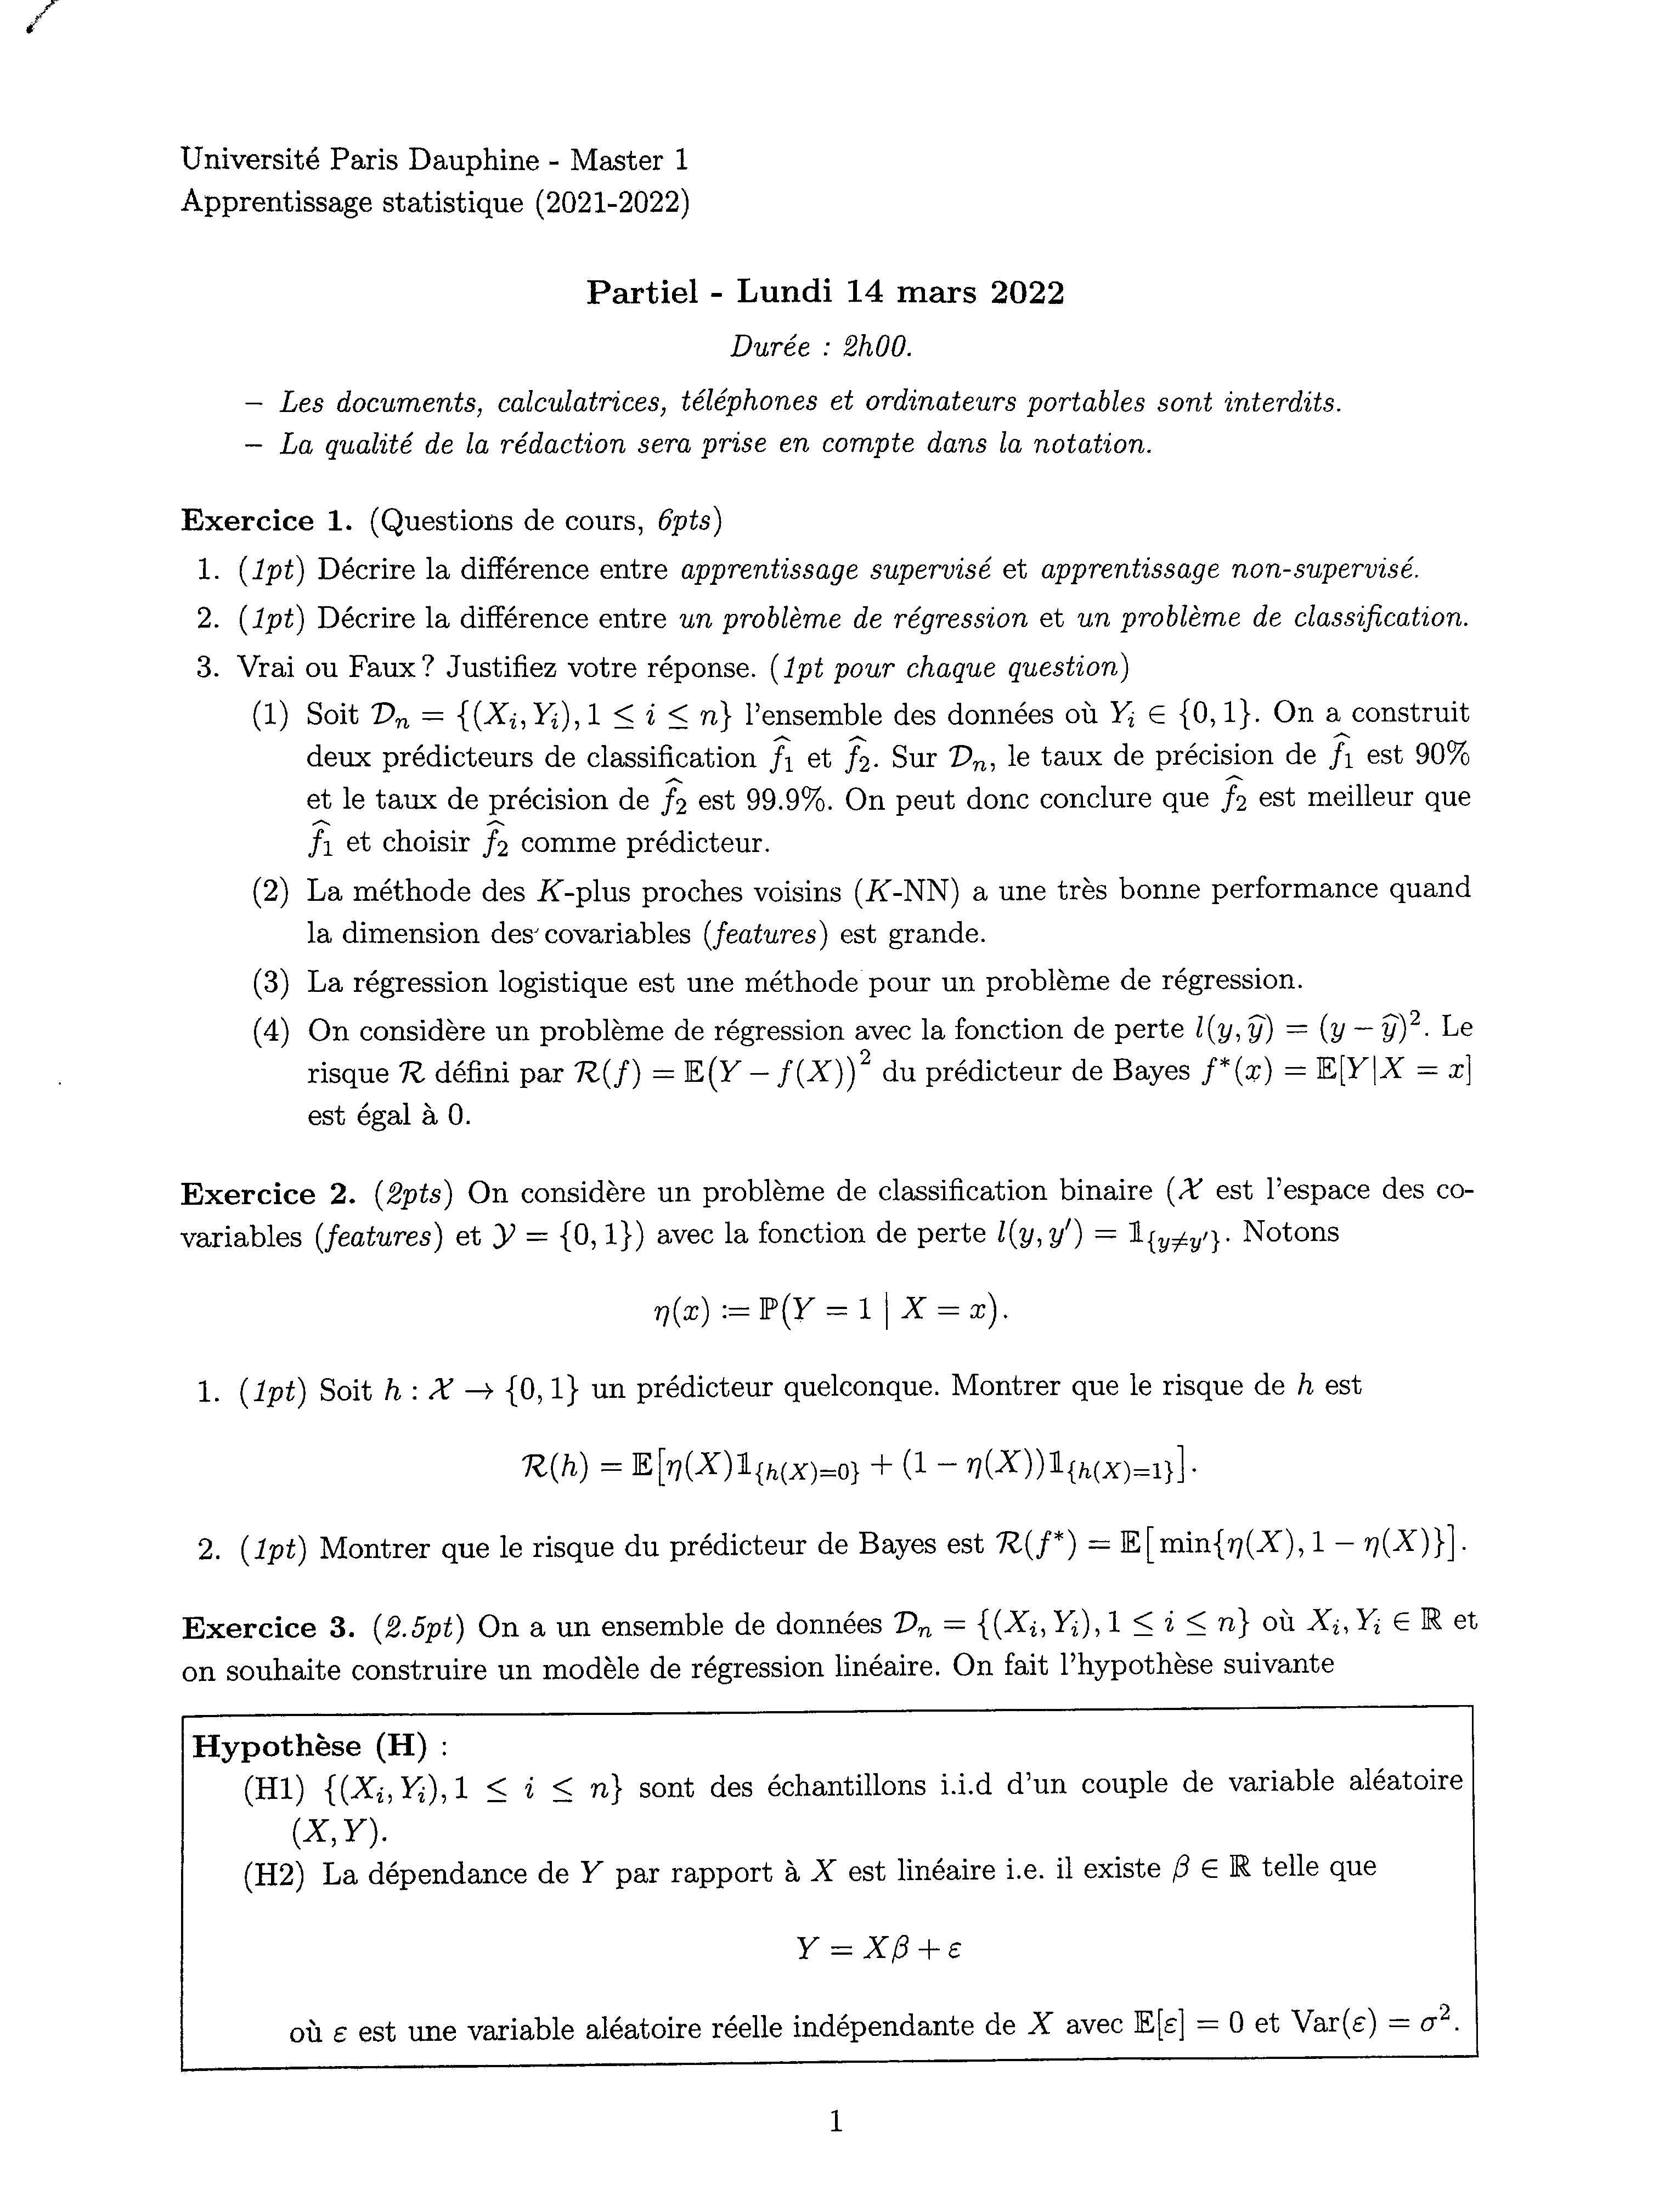 Université Paris Dauphine - Master 1
Apprentissage statistique (2021-2022)
Partiel - Lundi 14 mars 2022
Durée : 2h00.
– Les documents, calculatrices, téléphones et ordinateurs portables sont interdits.
– La qualité de la rédaction sera prise en compte dans la notation.
Exercice 1. (Questions de cours, 6pts)
1. (1pt) Décrire la différence entre apprentissage supervisé et apprentissage non-supervisé.
2. (1pt) Décrire la différence entre un problème de régression et un problème de classification.
3. Vrai ou Faux ? Justifiez votre réponse. (1pt pour chaque question)
(1) Soit $\mathcal{D}_n = \{(X_i, Y_i), 1 \leq i \leq n\}$ l'ensemble des données où $Y_i \in \{0, 1\}$. On a construit
deux prédicteurs de classification $\widehat{f}_1$ et $\widehat{f}_2$. Sur $\mathcal{D}_n$, le taux de précision de $\widehat{f}_1$ est 90%
et le taux de précision de $\widehat{f}_2$ est 99.9%. On peut donc conclure que $\widehat{f}_2$ est meilleur que
$\widehat{f}_1$ et choisir $\widehat{f}_2$ comme prédicteur.
(2) La méthode des $K$-plus proches voisins ($K$-NN) a une très bonne performance quand
la dimension des covariables (features) est grande.
(3) La régression logistique est une méthode pour un problème de régression.
(4) On considère un problème de régression avec la fonction de perte $l(y, \widehat{y}) = (y - \widehat{y})^2$. Le
risque $\mathcal{R}$ défini par $\mathcal{R}(f) = \mathbb{E}(Y - f(X))^2$ du prédicteur de Bayes $f^*(x) = \mathbb{E}[Y|X = x]$
est égal à 0.
Exercice 2. (2pts) On considère un problème de classification binaire ($\mathcal{X}$ est l'espace des co-
variables (features) et $\mathcal{Y} = \{0, 1\}$) avec la fonction de perte $l(y, y') = \mathbb{1}_{\{y \neq y'\}}$. Notons
$\eta(x) := \mathbb{P}(Y = 1 \mid X = x).$
1. (1pt) Soit $h : \mathcal{X} \to \{0, 1\}$ un prédicteur quelconque. Montrer que le risque de $h$ est
$\mathcal{R}(h) = \mathbb{E}[\eta(X)\mathbb{1}_{\{h(X)=0\}} + (1 - \eta(X))\mathbb{1}_{\{h(X)=1\}}].$
2. (1pt) Montrer que le risque du prédicteur de Bayes est $\mathcal{R}(f^*) = \mathbb{E}[\min\{\eta(X), 1 - \eta(X)\}].$
Exercice 3. (2.5pt) On a un ensemble de données $\mathcal{D}_n = \{(X_i, Y_i), 1 \leq i \leq n\}$ où $X_i, Y_i \in \mathbb{R}$ et
on souhaite construire un modèle de régression linéaire. On fait l'hypothèse suivante
Hypothèse (H) :
(H1) $\{(X_i, Y_i), 1 \leq i \leq n\}$ sont des échantillons i.i.d d'un couple de variable aléatoire
$(X, Y)$.
(H2) La dépendance de $Y$ par rapport à $X$ est linéaire i.e. il existe $\beta \in \mathbb{R}$ telle que
$Y = X\beta + \varepsilon$
où $\varepsilon$ est une variable aléatoire réelle indépendante de $X$ avec $\mathbb{E}[\varepsilon] = 0$ et $\mathrm{Var}(\varepsilon) = \sigma^2$.
1